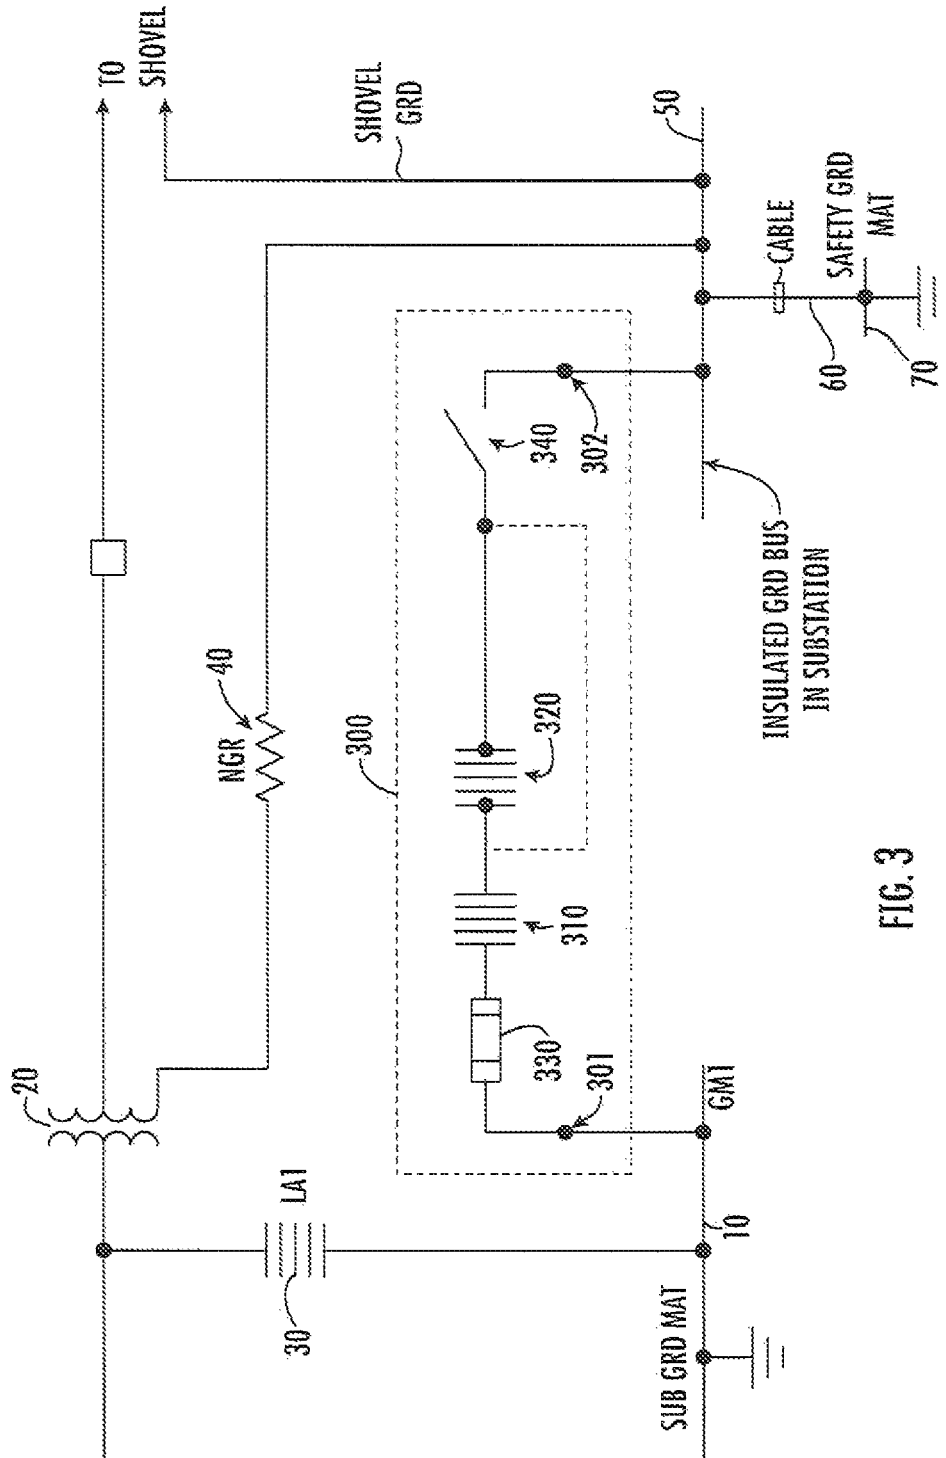 TO
SHOVEL
SHOVEL
GRD
50
CABLE
SAFETY GRD
MAT
60
70
340
302
INSULATED GRD BUS
IN SUBSTATION
40
NGR
300
320
310
330
301
GM1
20
LA1
30
10
SUB GRD MAT
FIG. 3